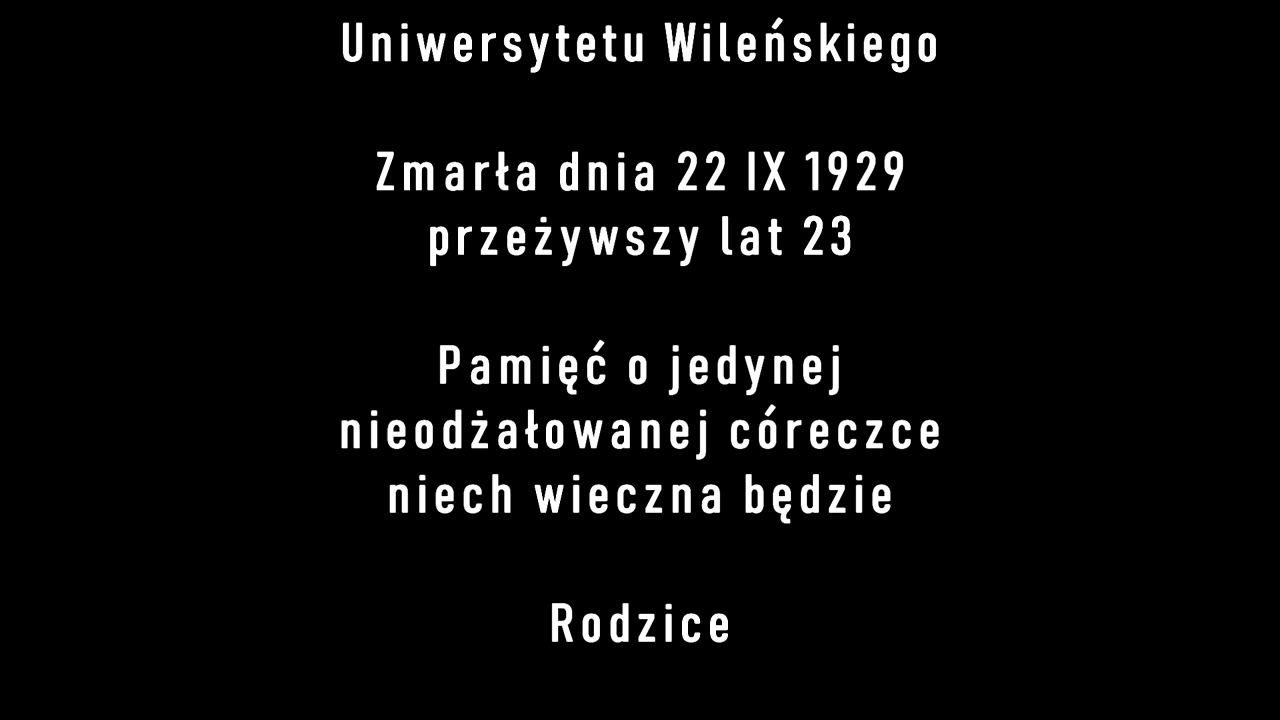 Uniwersytetu Wileńskiego
Zmarła dnia 22 IX 1929
przeżywszy lat 23
Pamięć o jedynej
nieodżałowanej córeczce
niech wieczna będzie
Rodzice